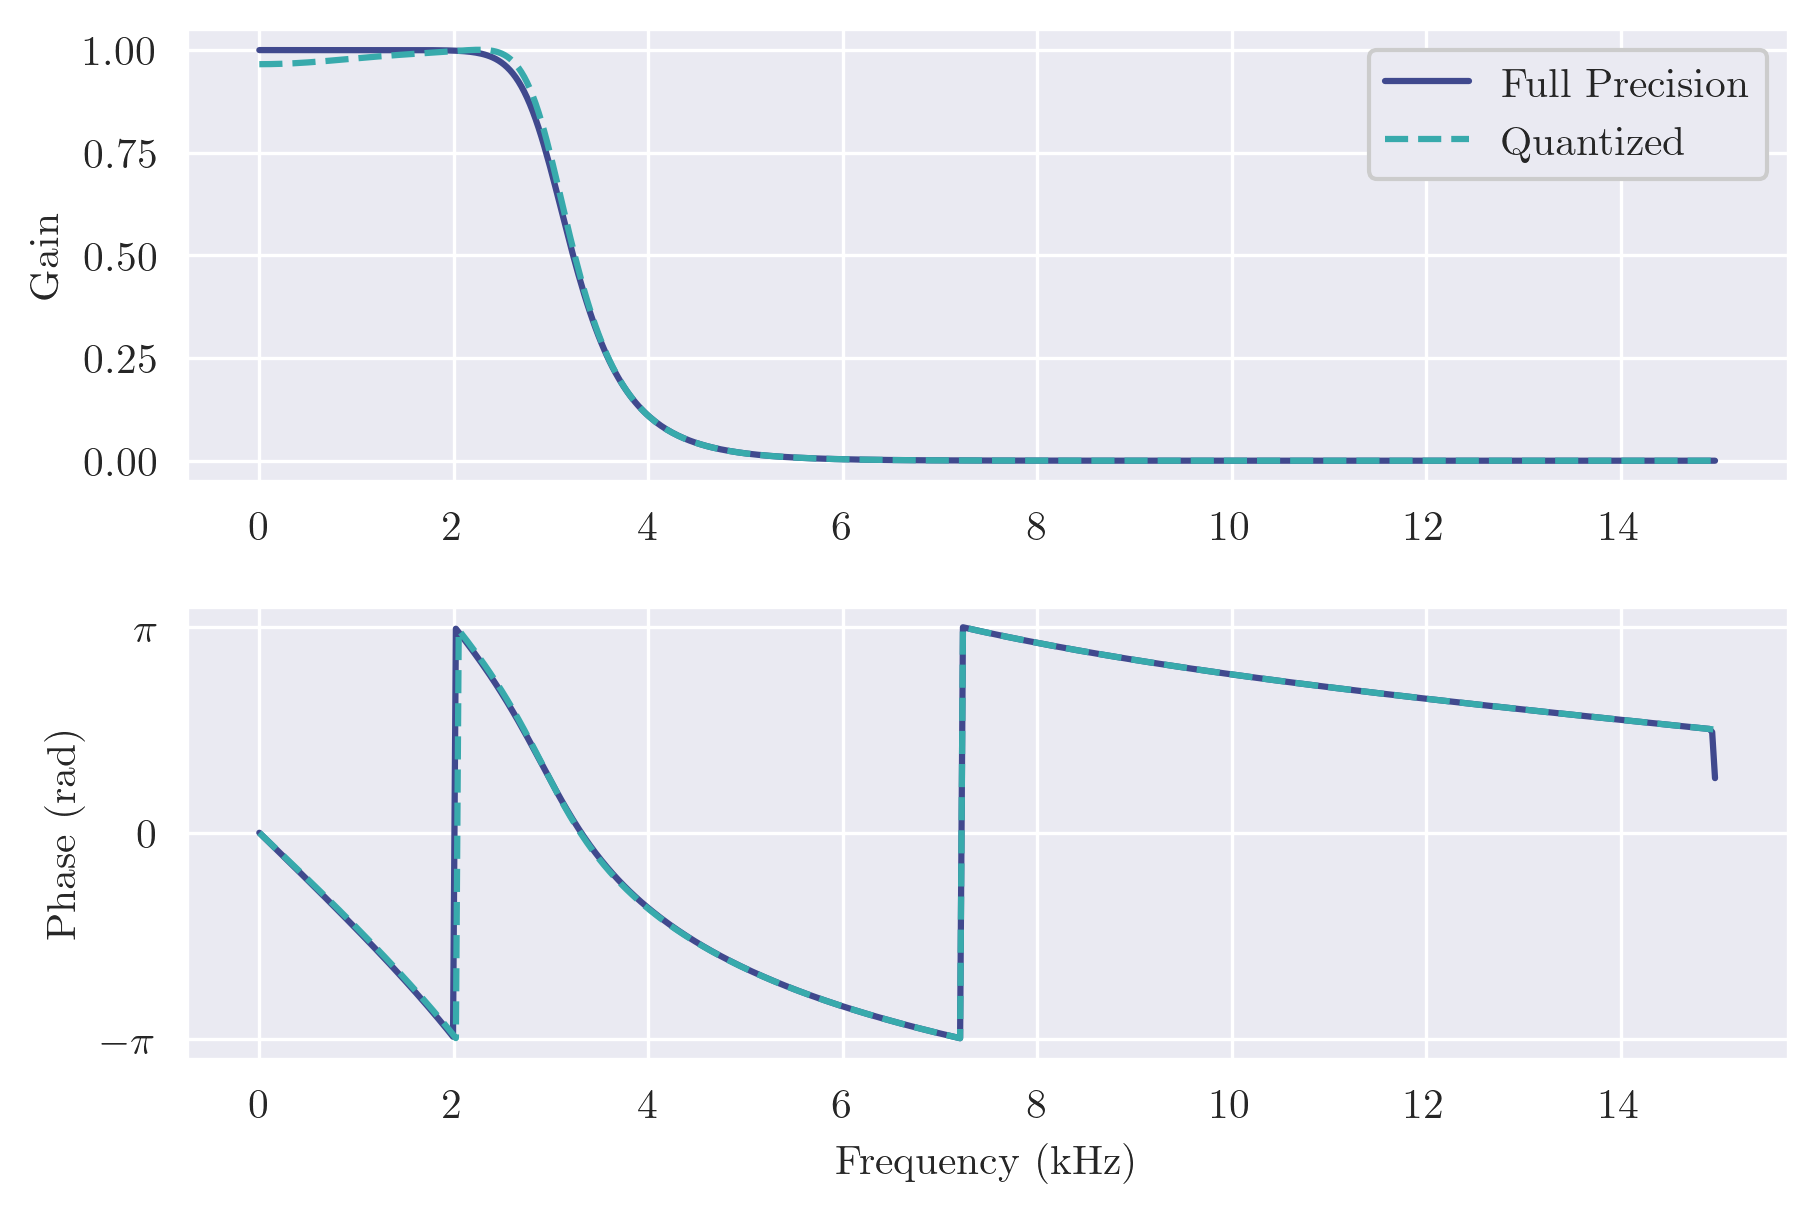 1.00
0.75
0.50
0.25
0.00
Gain
Full Precision
Quantized
0 2 4 6 8 10 12 14
π
0
−π
Phase (rad)
0 2 4 6 8 10 12 14
Frequency (kHz)